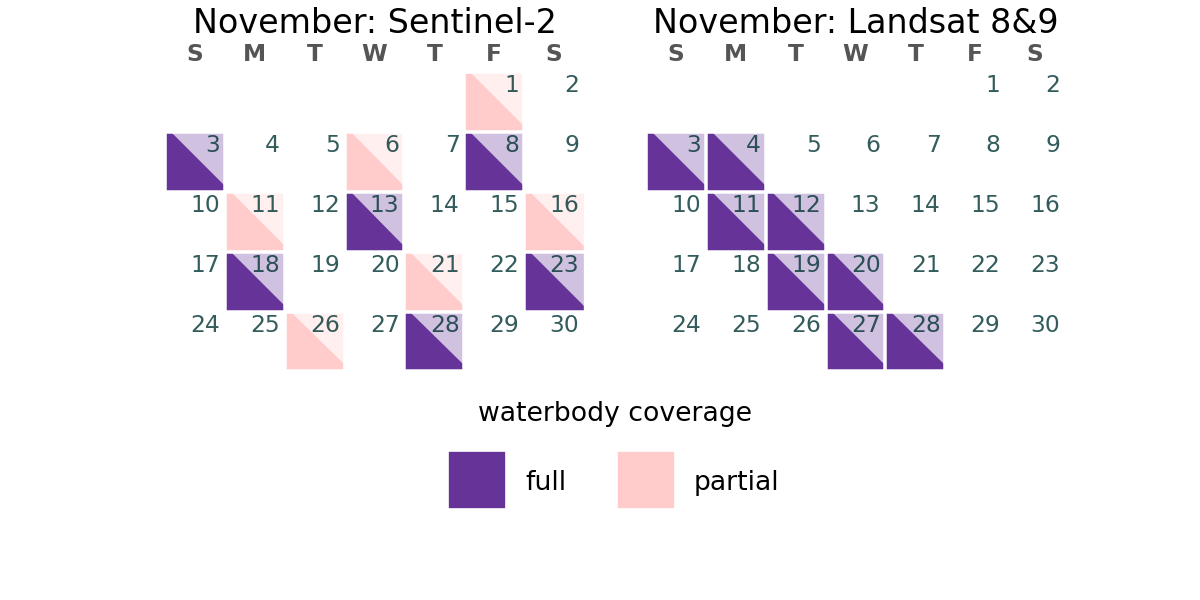 November: Sentinel-2
S M T W T F S
1 2
3 4 5 6 7 8 9
10 11 12 13 14 15 16
17 18 19 20 21 22 23
24 25 26 27 28 29 30
November: Landsat 8&9
S M T W T F S
1 2
3 4 5 6 7 8 9
10 11 12 13 14 15 16
17 18 19 20 21 22 23
24 25 26 27 28 29 30
waterbody coverage
full partial